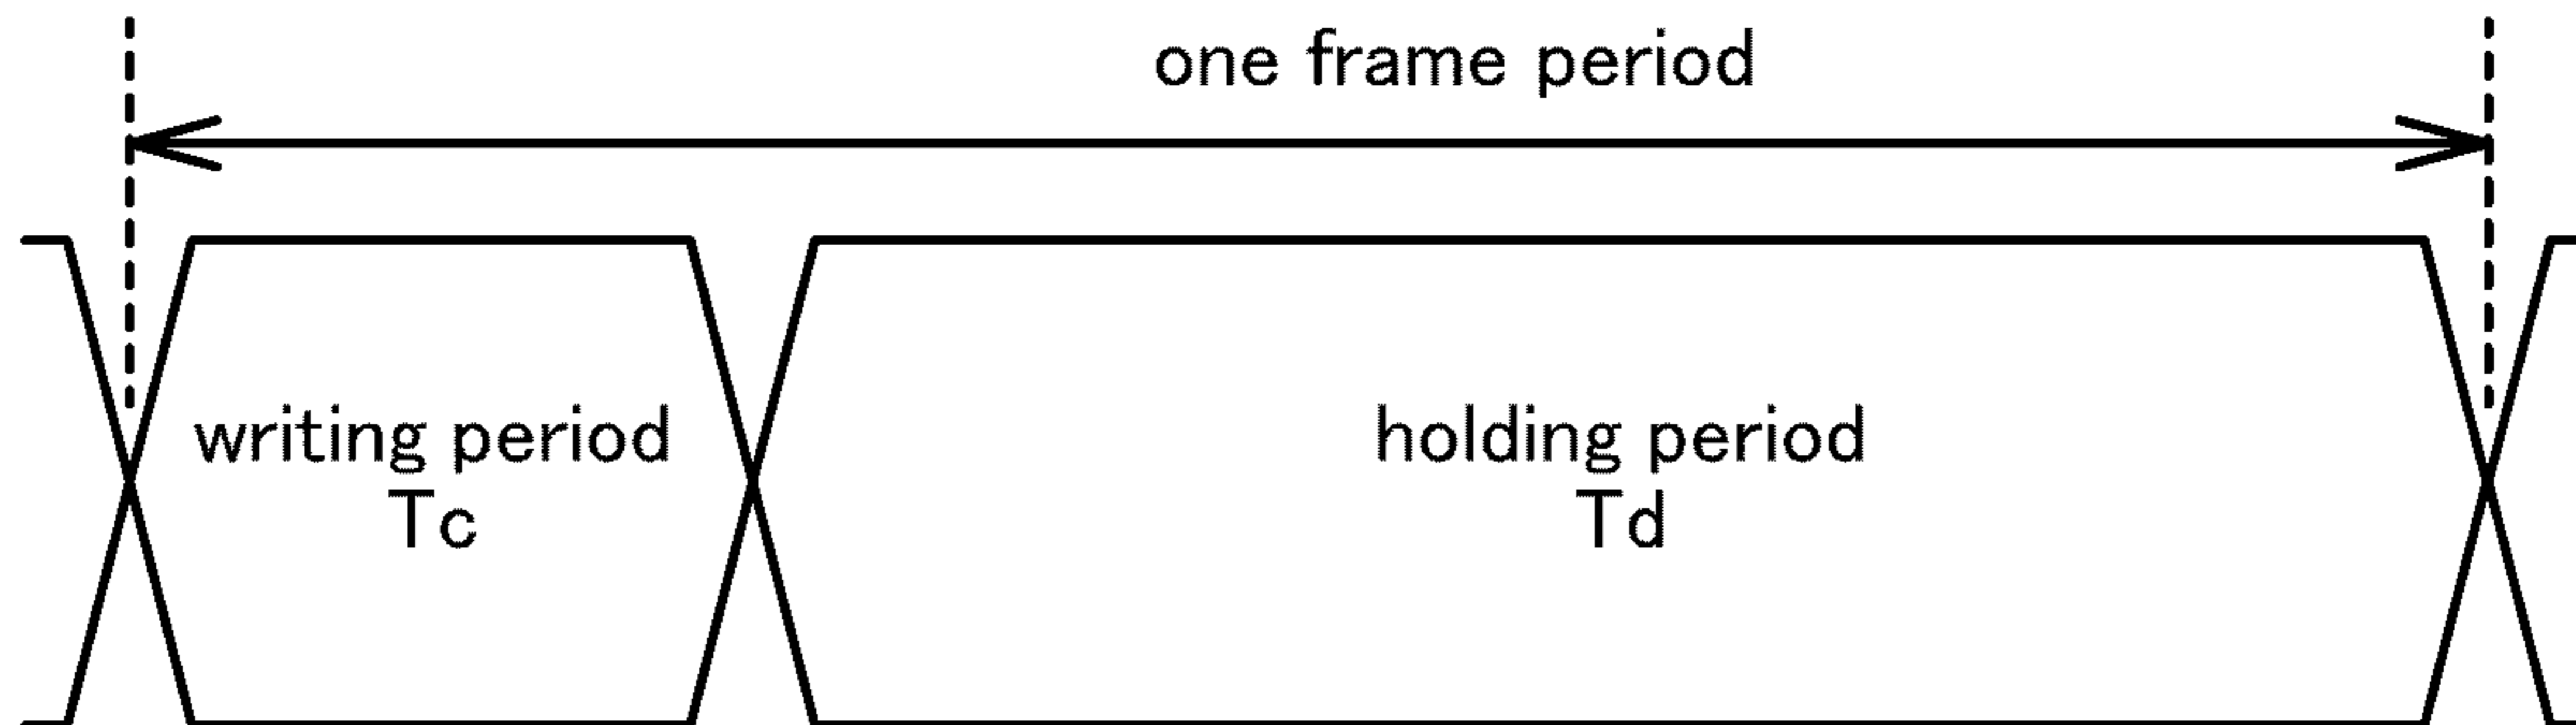 one frame period
writing period
Tc
holding period
Td